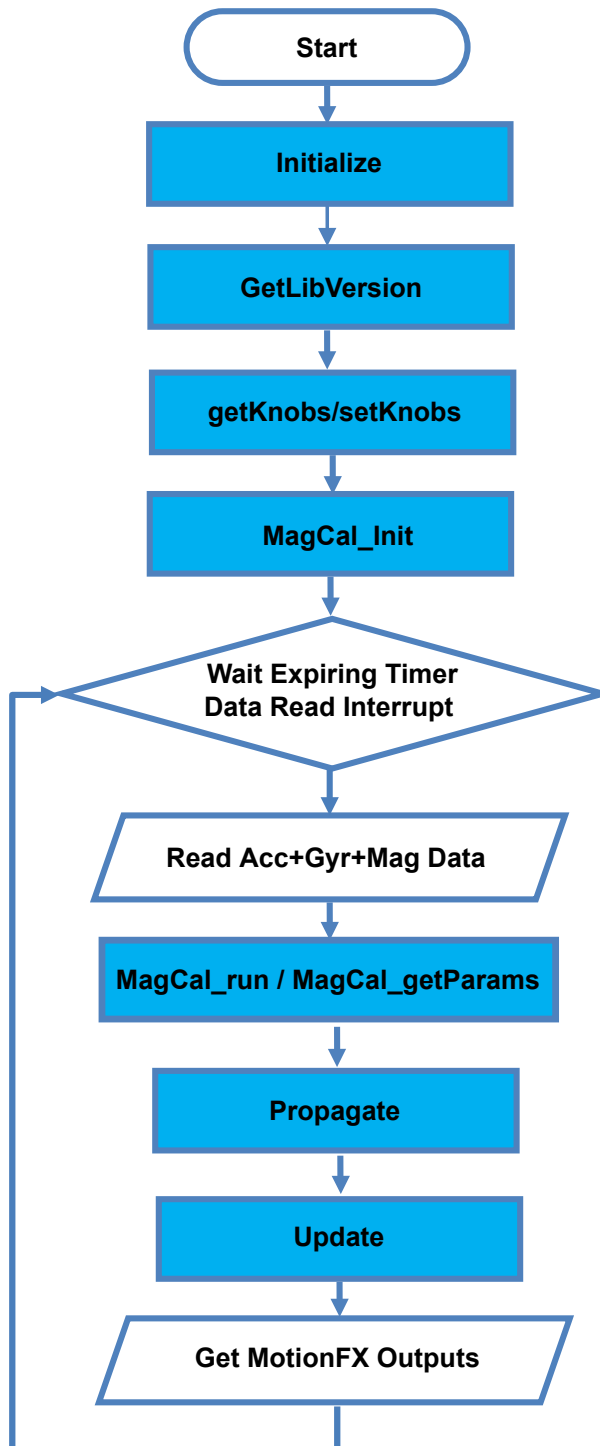 Start
Initialize
GetLibVersion
getKnobs/setKnobs
MagCal_Init
Wait Expiring Timer
Data Read Interrupt
Read Acc+Gyr+Mag Data
MagCal_run / MagCal_getParams
Propagate
Update
Get MotionFX Outputs